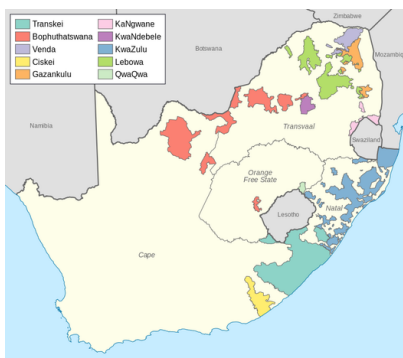 Transkei
Bophuthatswana
Venda
Ciskei
Gazankulu
KaNgwane
KwaNdebele
KwaZulu
Lebowa
QwaQwa
Zimbabwe
Mozambique
Botswana
Namibia
Transvaal
Swaziland
Orange
Free State
Natal
Lesotho
Cape